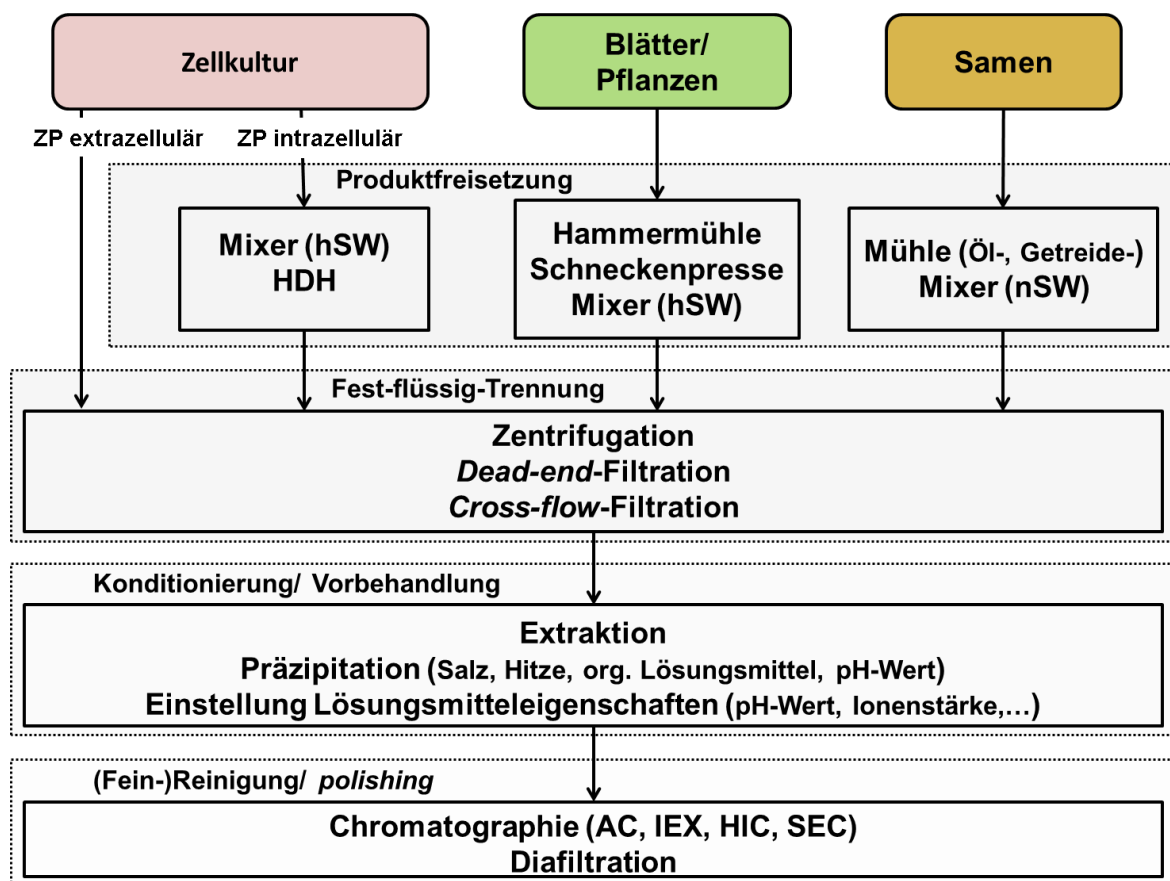 Zellkultur
Blätter/
Pflanzen
Samen
ZP extrazellulär
ZP intrazellulär
Produktfreisetzung
Mixer (hSW)
HDH
Hammermühle
Schneckenpresse
Mixer (hSW)
Mühle (Öl-, Getreide-)
Mixer (nSW)
Fest-flüssig-Trennung
Zentrifugation
Dead-end-Filtration
Cross-flow-Filtration
Konditionierung/ Vorbehandlung
Extraktion
Präzipitation (Salz, Hitze, org. Lösungsmittel, pH-Wert)
Einstellung Lösungsmitteleigenschaften (pH-Wert, Ionenstärke,…)
(Fein-)Reinigung/ polishing
Chromatographie (AC, IEX, HIC, SEC)
Diafiltration